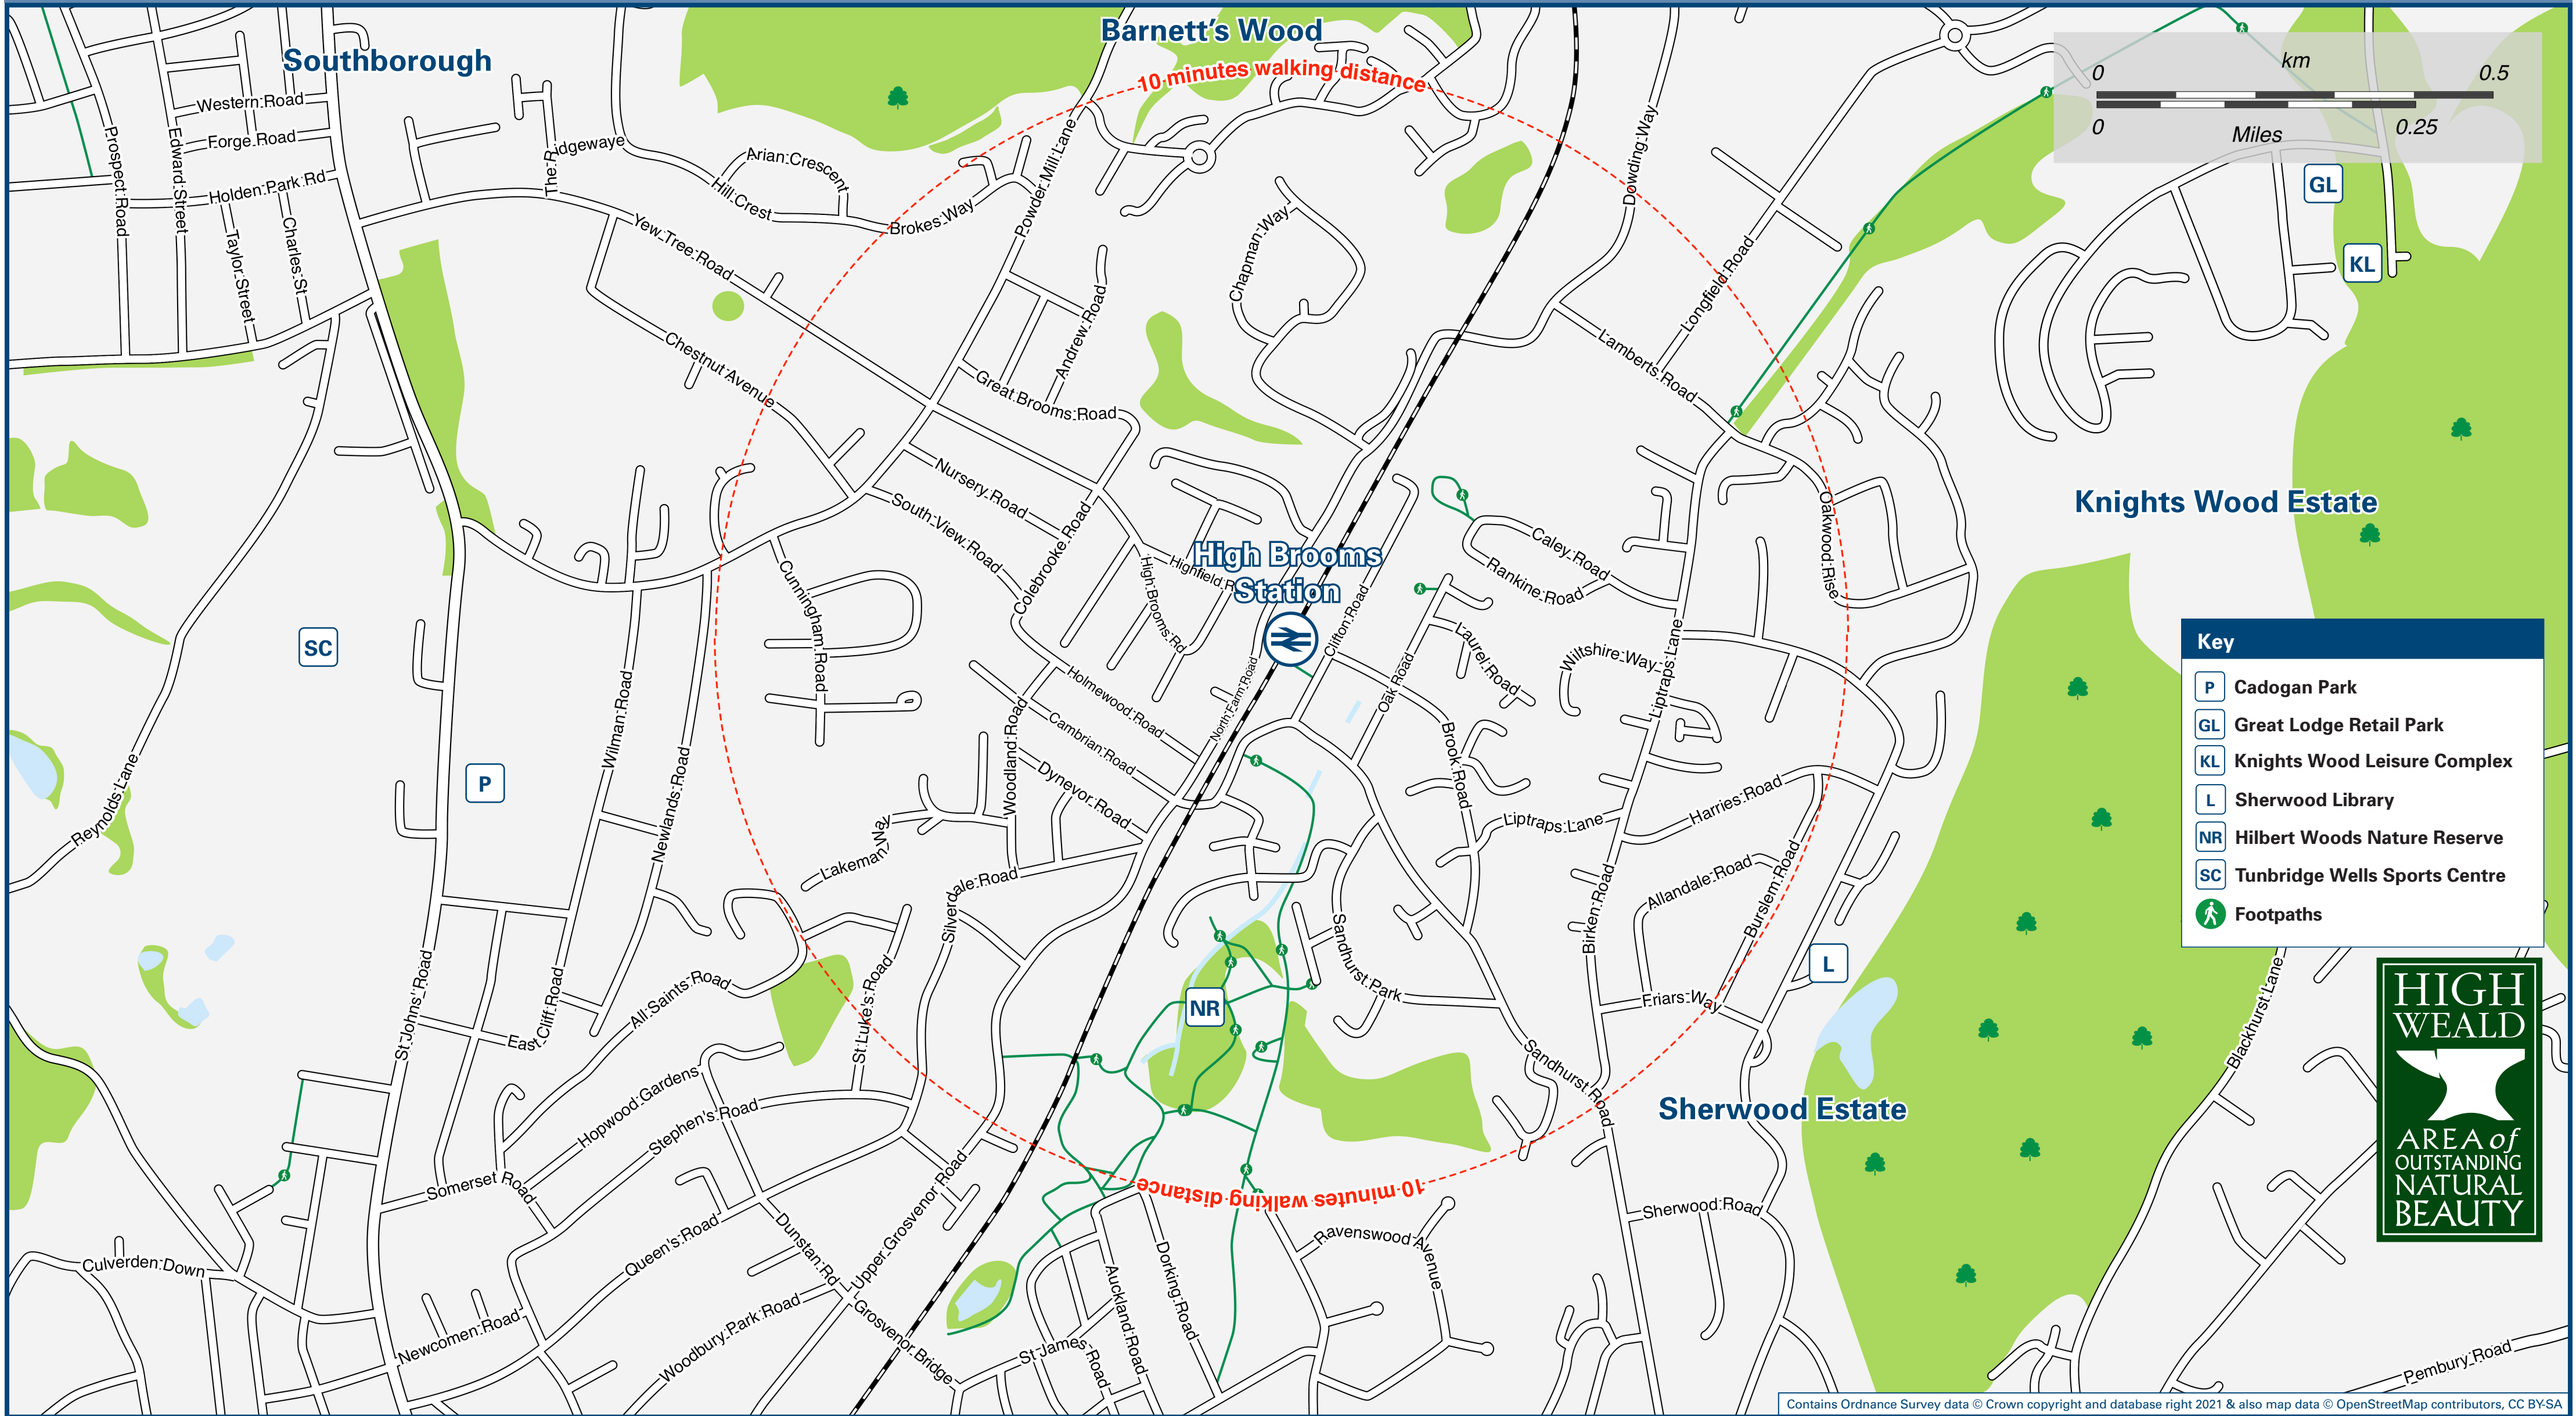 Barnett's Wood
Southborough
10 minutes walking distance
km
0
0.5
0
Miles
0.25
Western Road
Forge Road
Holden Park Rd
Prospect Road
Edward Street
Taylor Street
Charles St
The Ridgewaye
Arian Crescent
Hill Crest
Brokes Way
Powder Mill Lane
Dowding Way
GL
KL
Yew Tree Road
Chapman Way
Longfield Road
Andrew Road
Chestnut Avenue
Great Brooms Road
Lamberts Road
Nursery Road
South View Road
Colebrooke Road
Knights Wood Estate
Oakwood Rise
High Brooms
Station
Highfield R
High Brooms Rd
Caley Road
Rankine Road
Cunningham Road
Clifton Road
Laurel Road
Wiltshire Way
Liptraps Lane
SC
Holmewood Road
North Farm Road
Oak Road
Cambrian Road
Woodland Road
Wilman Road
Brook Road
P
Dynevor Road
Newlands Road
Reynolds Lane
Harries Road
Liptraps Lane
Lakeman Way
Silverdale Road
Allandale Road
Burslem Road
Birken Road
Sandhurst Park
L
Key
P Cadogan Park
GL Great Lodge Retail Park
KL Knights Wood Leisure Complex
L Sherwood Library
NR Hilbert Woods Nature Reserve
SC Tunbridge Wells Sports Centre
Footpaths
St Johns' Road
East Cliff Road
All Saints Road
St Luke's Road
NR
Friars Way
Blackhurst Lane
Sandhurst Road
Sherwood Estate
Hopwood Gardens
Stephen's Road
Somerset Road
10 minutes walking distance
HIGH
WEALD
AREA of
OUTSTANDING
NATURAL
BEAUTY
Sherwood Road
Queen's Road
Dunstan Rd
Upper Grosvenor Road
Ravenswood Avenue
Culverden Down
Dorking Road
Auckland Road
Newcomen Road
Woodbury Park Road
Grosvenor Bridge
St James Road
Pembury Road
Contains Ordnance Survey data © Crown copyright and database right 2021 & also map data © OpenStreetMap contributors, CC BY-SA